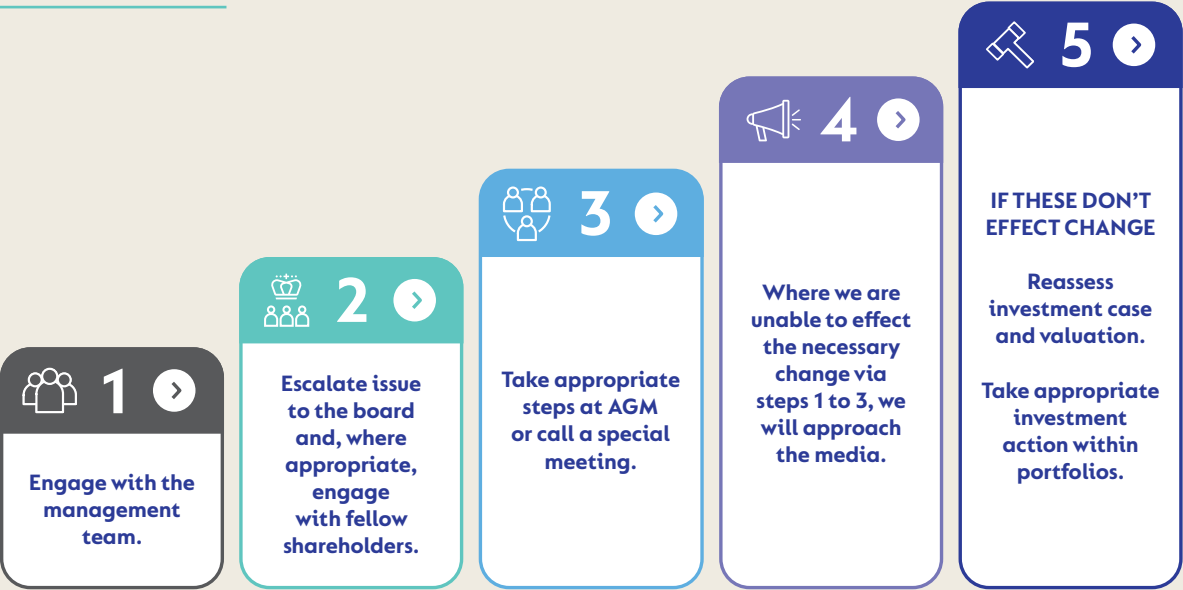 1
Engage with the
management
team.
2
Escalate issue
to the board
and, where
appropriate,
engage
with fellow
shareholders.
3
Take appropriate
steps at AGM
or call a special
meeting.
4
Where we are
unable to effect
the necessary
change via
steps 1 to 3, we
will approach
the media.
5
IF THESE DON’T
EFFECT CHANGE
Reassess
investment case
and valuation.
Take appropriate
investment
action within
portfolios.